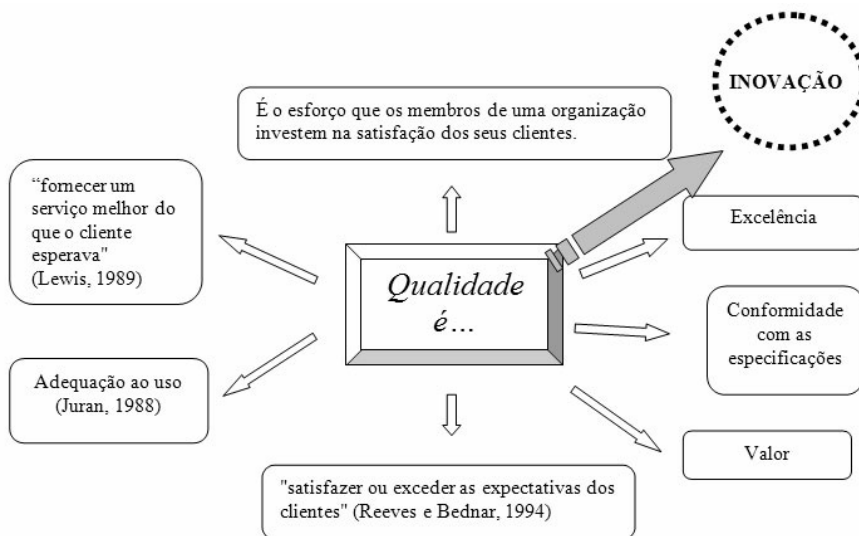 INOVAÇÃO
É o esforço que os membros de uma organização
investem na satisfação dos seus clientes.
“fornecer um
serviço melhor do
que o cliente
esperava"
(Lewis, 1989)
Excelência
Qualidade
é...
Conformidade
com as
especificações
Adequação ao uso
(Juran, 1988)
Valor
"satisfazer ou exceder as expectativas dos
clientes" (Reeves e Bednar, 1994)